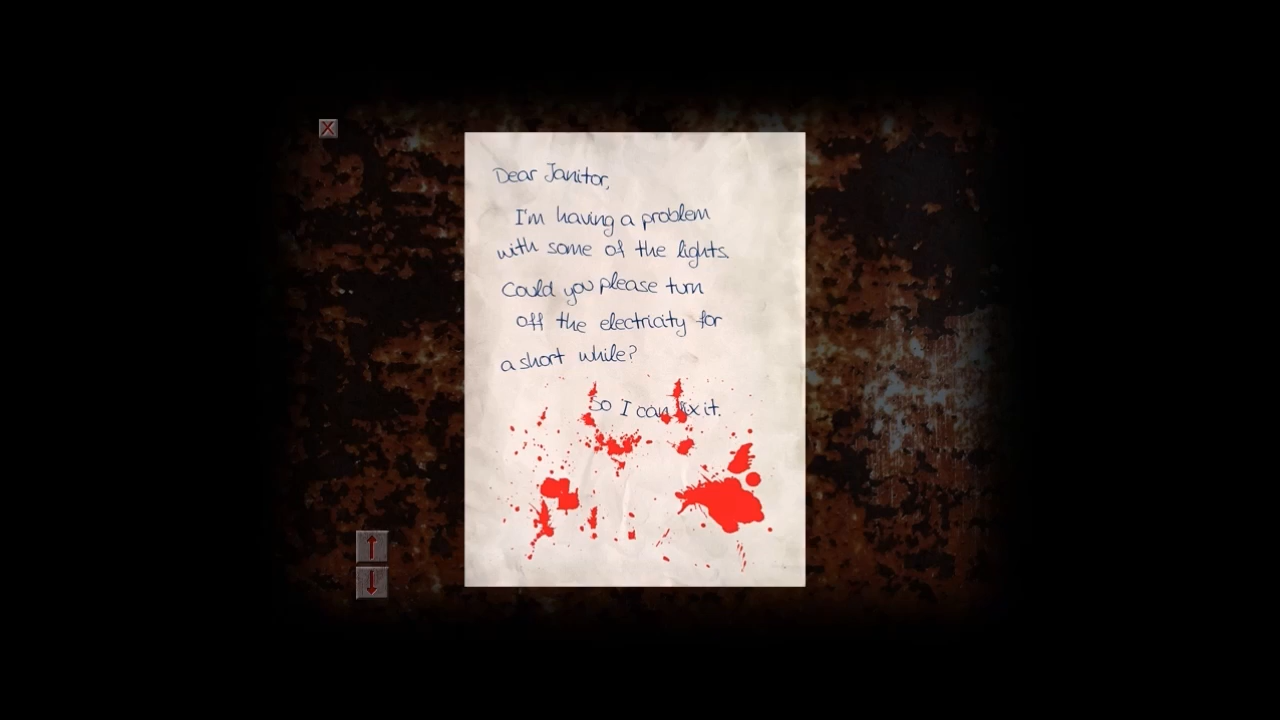 Dear Janitor,
I'm having a problem
with some of the lights.
Could you please turn
off the electricity for
a short while?
So I can fix it.